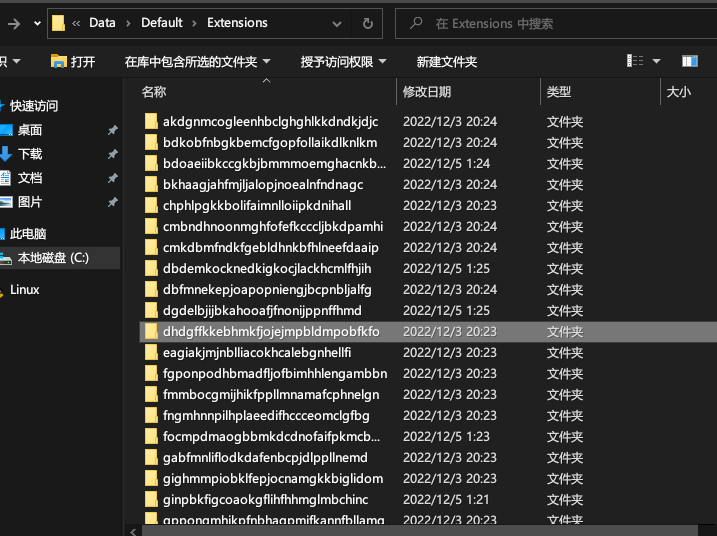 Data > Default > Extensions
在 Extensions 中搜索
打开 在库中包含所选的文件夹 授予访问权限 新建文件夹
名称 修改日期 类型 大小
快速访问
桌面
下载
文档
图片
此电脑
本地磁盘 (C:)
Linux
akdgnmcogleenhbclghghlkkdndkjdjc 2022/12/3 20:24 文件夹
bdkobfnbgkbemcfgopfollaikdlknlkm 2022/12/3 20:24 文件夹
bdoaeiibkccgkbjbmmmoemghacnkb... 2022/12/5 1:24 文件夹
bkhaagjahfmjljalopjnoealnfndnagc 2022/12/3 20:24 文件夹
chphlpgkkbolifaimnlloiipkdnihall 2022/12/3 20:23 文件夹
cmbndhnoonmghfofefkcccljbkdpamhi 2022/12/3 20:24 文件夹
cmkdbmfndkfgebldhnkbfhlneefdaaip 2022/12/3 20:24 文件夹
dbdemkocknedkigkocjlackhcmlfhjih 2022/12/5 1:25 文件夹
dbfmnekepjoapopniengjbcpnbljalfg 2022/12/3 20:24 文件夹
dgdelbjijbkahooafjfnonijppnffhmd 2022/12/5 1:25 文件夹
dhdgffkkebhmkfjojejmpbldmpobfkfo 2022/12/3 20:23 文件夹
eagiakjmjnblliacokhcalebgnhellfi 2022/12/3 20:23 文件夹
fgponpodhbmadfljofbimhhlengambbn 2022/12/3 20:23 文件夹
fmmbocgmijhikfppllmnamafcphnelgn 2022/12/3 20:23 文件夹
fngmhnnpilhplaeedifhccceomclgfbg 2022/12/3 20:23 文件夹
focmpdmaogbbmkdcdnofaifpkmcb... 2022/12/5 1:23 文件夹
gabfmnliflodkdafenbcpjdlppllnemd 2022/12/3 20:23 文件夹
gighmmpiobklfepjocnamgkkbiglidom 2022/12/3 20:23 文件夹
ginpbkfigcoaokgflihfhhmglmbchinc 2022/12/5 1:21 文件夹
gppongmhjkpfnbhagpmjfkannfbllamg 2022/12/3 20:23 文件夹